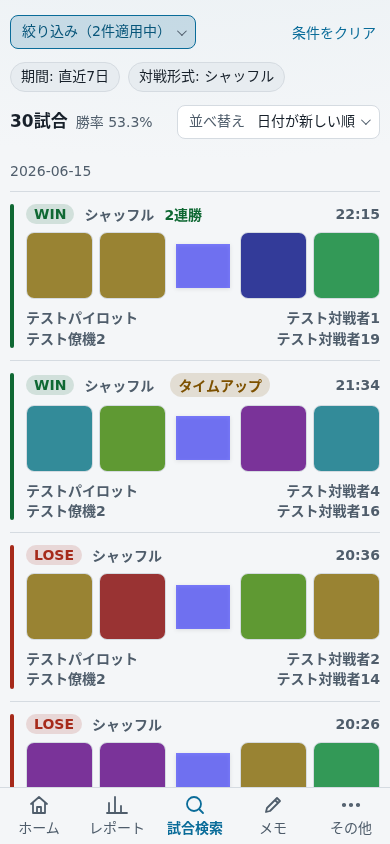 絞り込み（2件適用中）
条件をクリア
期間: 直近7日
対戦形式: シャッフル
30試合 勝率 53.3%
並べ替え 日付が新しい順
2026-06-15
WIN シャッフル 2連勝 22:15
テストパイロット テスト対戦者1
テスト僚機2 テスト対戦者19
WIN シャッフル タイムアップ 21:34
テストパイロット テスト対戦者4
テスト僚機2 テスト対戦者16
LOSE シャッフル 20:36
テストパイロット テスト対戦者2
テスト僚機2 テスト対戦者14
LOSE シャッフル 20:26
ホーム レポート 試合検索 メモ その他